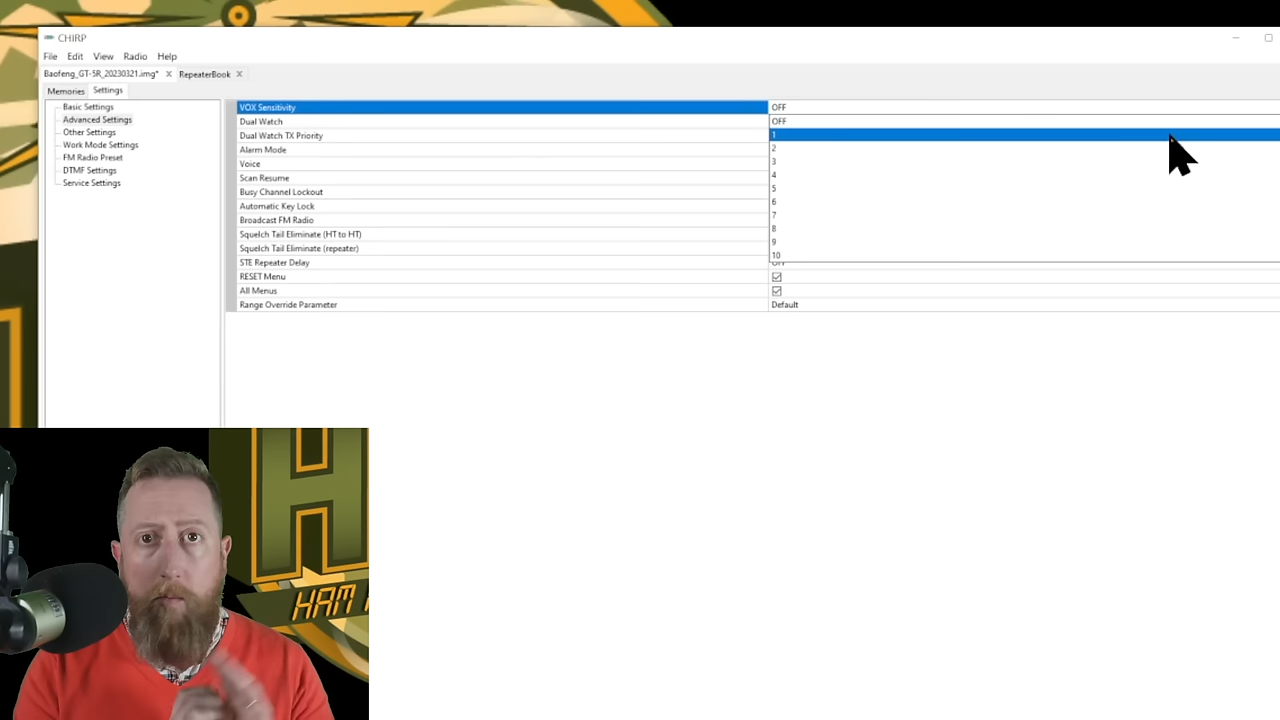 CHIRP
File Edit View Radio Help
Baofeng_GT-5R_20230321.img* × RepeaterBook ×
Memories Settings
Basic Settings
Advanced Settings
Other Settings
Work Mode Settings
FM Radio Preset
DTMF Settings
Service Settings
VOX Sensitivity OFF
Dual Watch OFF
Dual Watch TX Priority 1
Alarm Mode 2
Voice 3
Scan Resume 4
Busy Channel Lockout 5
Automatic Key Lock 6
Broadcast FM Radio 7
Squelch Tail Eliminate (HT to HT) 8
Squelch Tail Eliminate (repeater) 9
STE Repeater Delay 10
RESET Menu
All Menus
Range Override Parameter Default
H
HAM